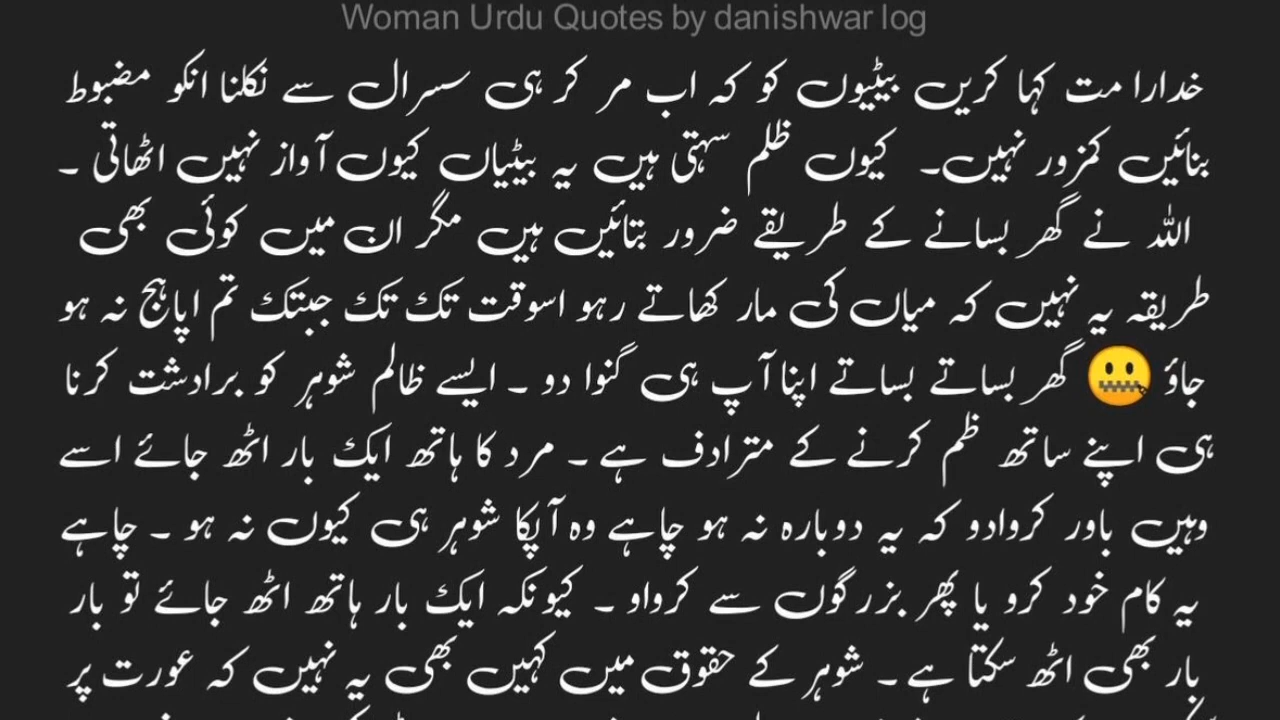 Woman Urdu Quotes by danishwar log
خدارا مت کہا کریں بیٹیوں کو کہ اب مر کر ہی سسرال سے نکلنا انکو مضبوط
بنائیں کمزور نہیں۔ کیوں ظلم سہتی ہیں یہ بیٹیاں کیوں آواز نہیں اٹھاتی ۔
اللہ نے گھر بسانے کے طریقے ضرور بتائیں ہیں مگر ان میں کوئی بھی
طریقہ یہ نہیں کہ میاں کی مار کھاتے رہو اسوقت تک تک جبتک تم اپاہج نہ ہو
جاؤ 🤐 گھر بساتے بساتے اپنا آپ ہی گنوا دو ۔ ایسے ظالم شوہر کو برادشت کرنا
ہی اپنے ساتھ ظم کرنے کے مترادف ہے ۔ مرد کا ہاتھ ایک بار اٹھ جائے اسے
وہیں باور کروادو کہ یہ دوبارہ نہ ہو چاہے وہ آپکا شوہر ہی کیوں نہ ہو ۔ چاہے
یہ کام خود کرو یا پھر بزرگوں سے کرواو ۔ کیونکہ ایک بار ہاتھ اٹھ جائے تو بار
بار بھی اٹھ سکتا ہے ۔ شوہر کے حقوق میں کہیں بھی یہ نہیں کہ عورت پر